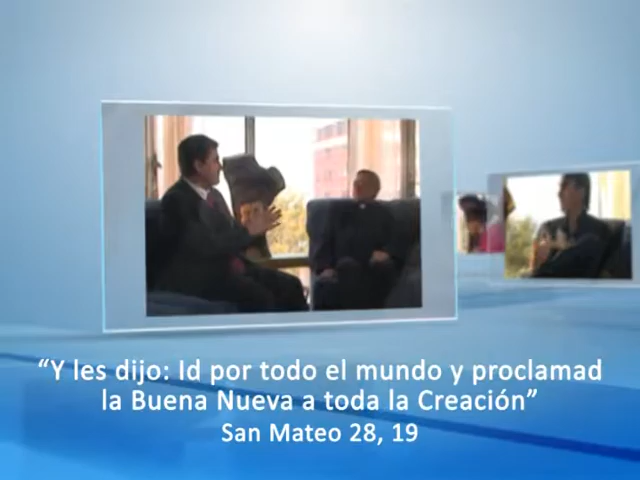 “Y les dijo: Id por todo el mundo y proclamad
la Buena Nueva a toda la Creación”
San Mateo 28, 19